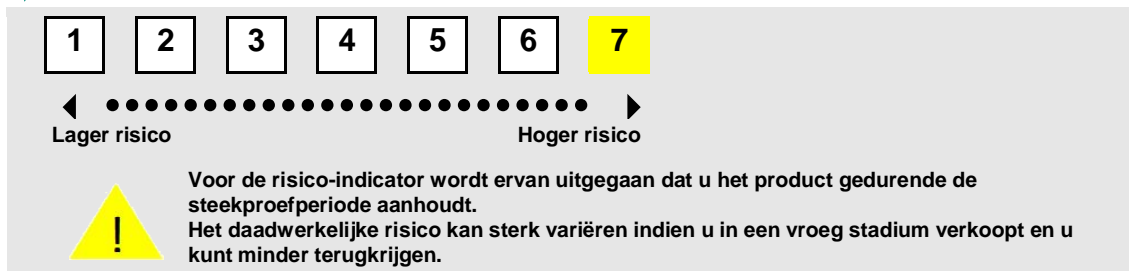 1 2 3 4 5 6 7
Lager risico Hoger risico
! Voor de risico-indicator wordt ervan uitgegaan dat u het product gedurende de
steekproefperiode aanhoudt.
Het daadwerkelijke risico kan sterk variëren indien u in een vroeg stadium verkoopt en u
kunt minder terugkrijgen.